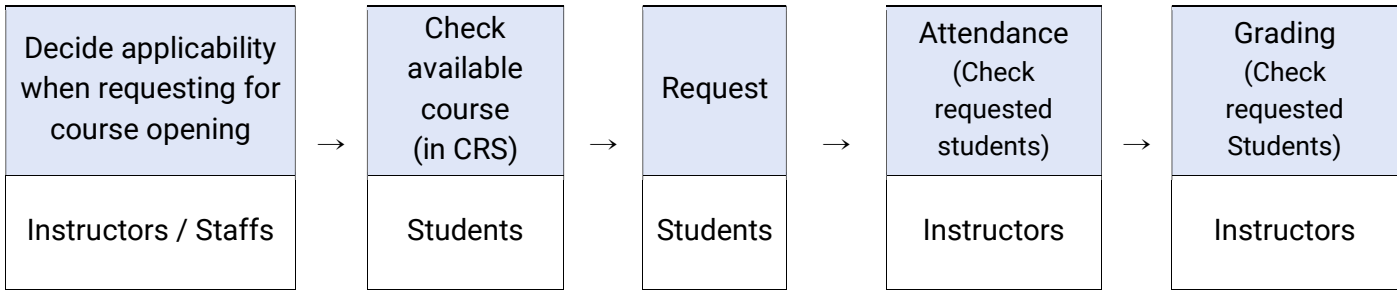 Decide applicability
when requesting for
course opening
→
Check
available
course
(in CRS)
→
Request
→
Attendance
(Check
requested
students)
→
Grading
(Check
requested
Students)
Instructors / Staffs
Students
Students
Instructors
Instructors